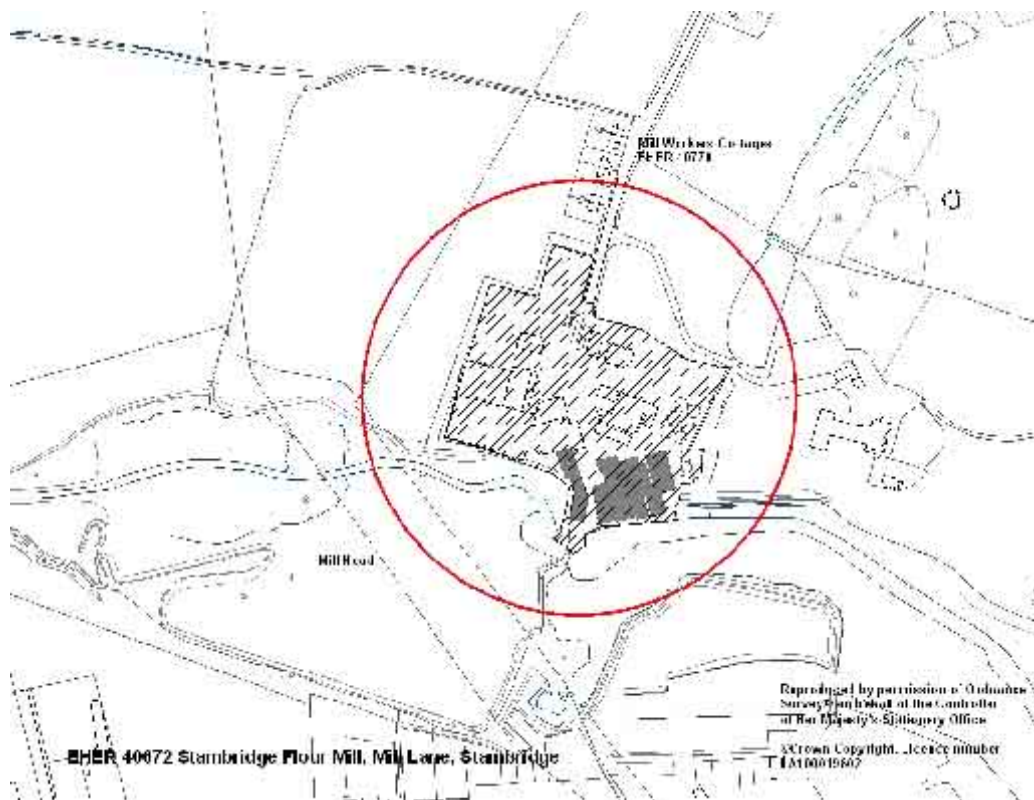 Mill Workers Cottages
EHER
Mill Head
Reproduced by permission of Ordnance
Survey on behalf of the Controller
of Her Majesty's Stationery Office
©Crown Copyright. Licence number
EHER 40672 Stambridge Flour Mill, Mill Lane, Stambridge